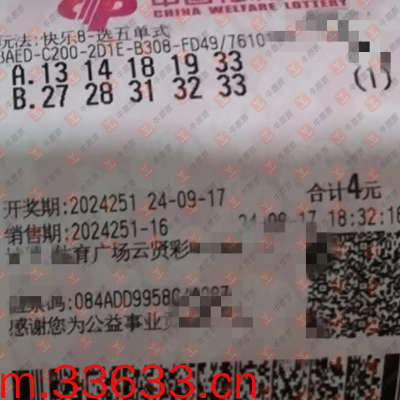 CHINA WELFARE LOTTERY
玩法:快乐8-选五单式
BAED-C200-2D1E-B308-FD49/7610
A.13 14 18 19 33
B.27 28 31 32 33
(1)
开奖期:2024251 24-09-17
合计4元
销售期:2024251-16
24-09-17 18:32:16
育广场云贤彩
码:084ADD9958C
感谢您为公益事业
m.33633.cn